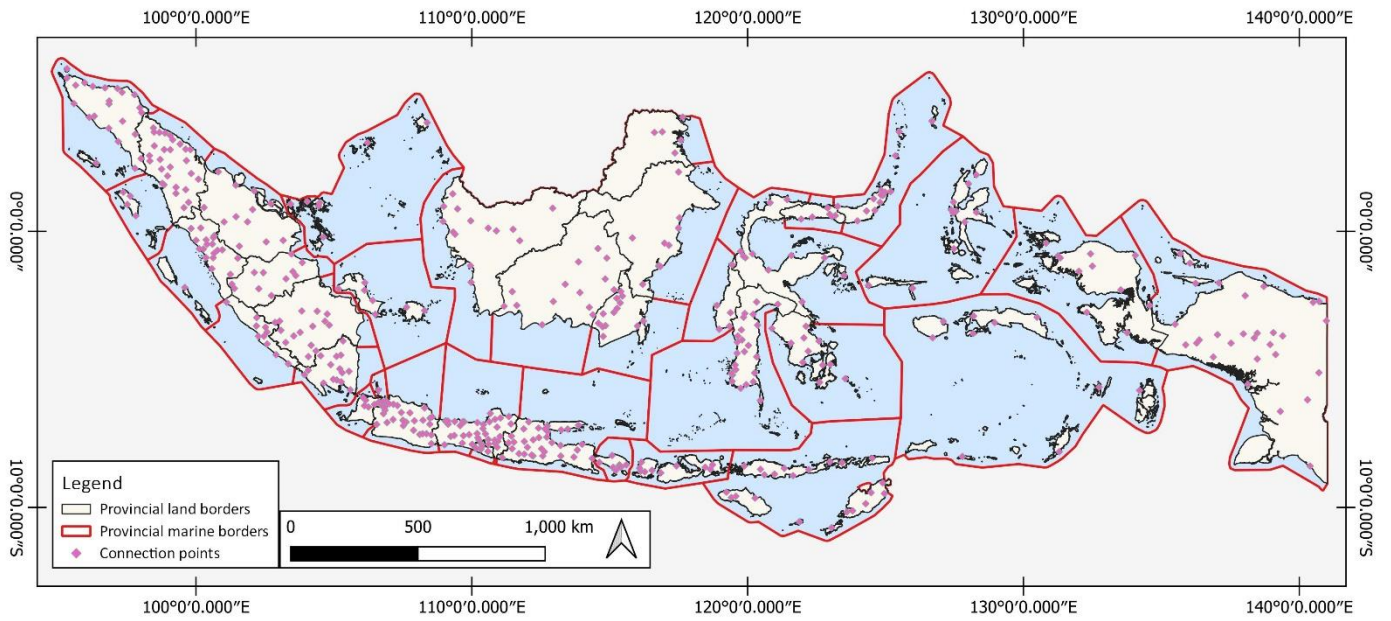 100°0′0.000″E 110°0′0.000″E 120°0′0.000″E 130°0′0.000″E 140°0′0.000″E
0°0′0.000″
0°0′0.000″
10°0′0.000″S
10°0′0.000″S
Legend
Provincial land borders
Provincial marine borders
Connection points
0 500 1,000 km
100°0′0.000″E 110°0′0.000″E 120°0′0.000″E 130°0′0.000″E 140°0′0.000″E